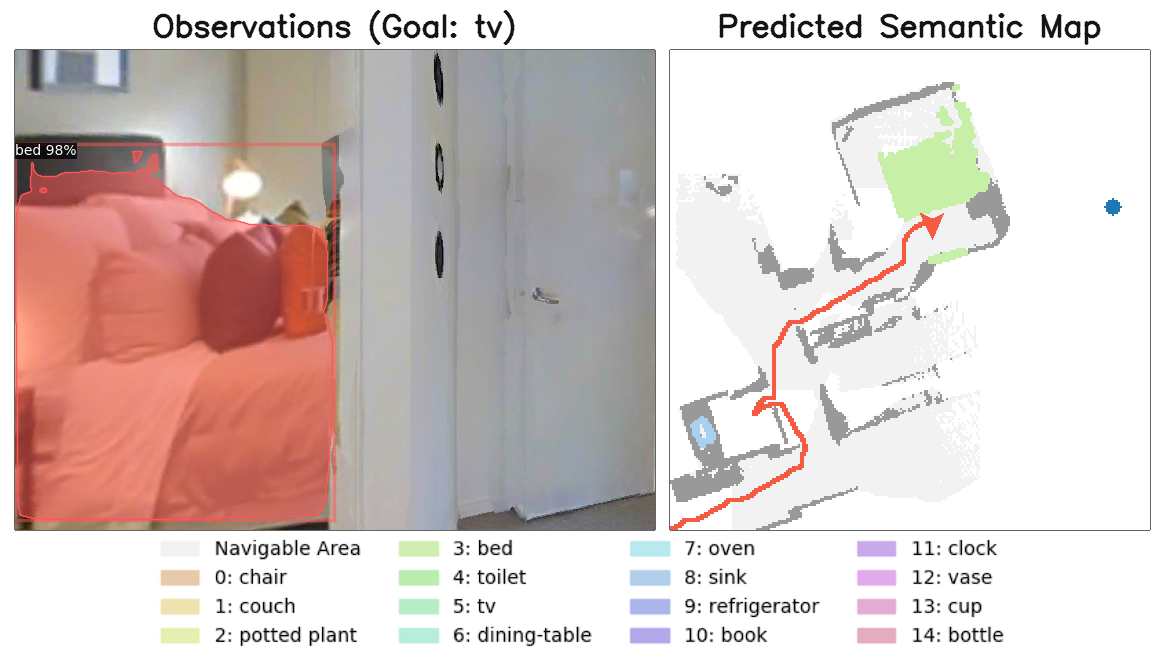 Observations (Goal: tv)
Predicted Semantic Map
bed 98%
Navigable Area
0: chair
1: couch
2: potted plant
3: bed
4: toilet
5: tv
6: dining-table
7: oven
8: sink
9: refrigerator
10: book
11: clock
12: vase
13: cup
14: bottle